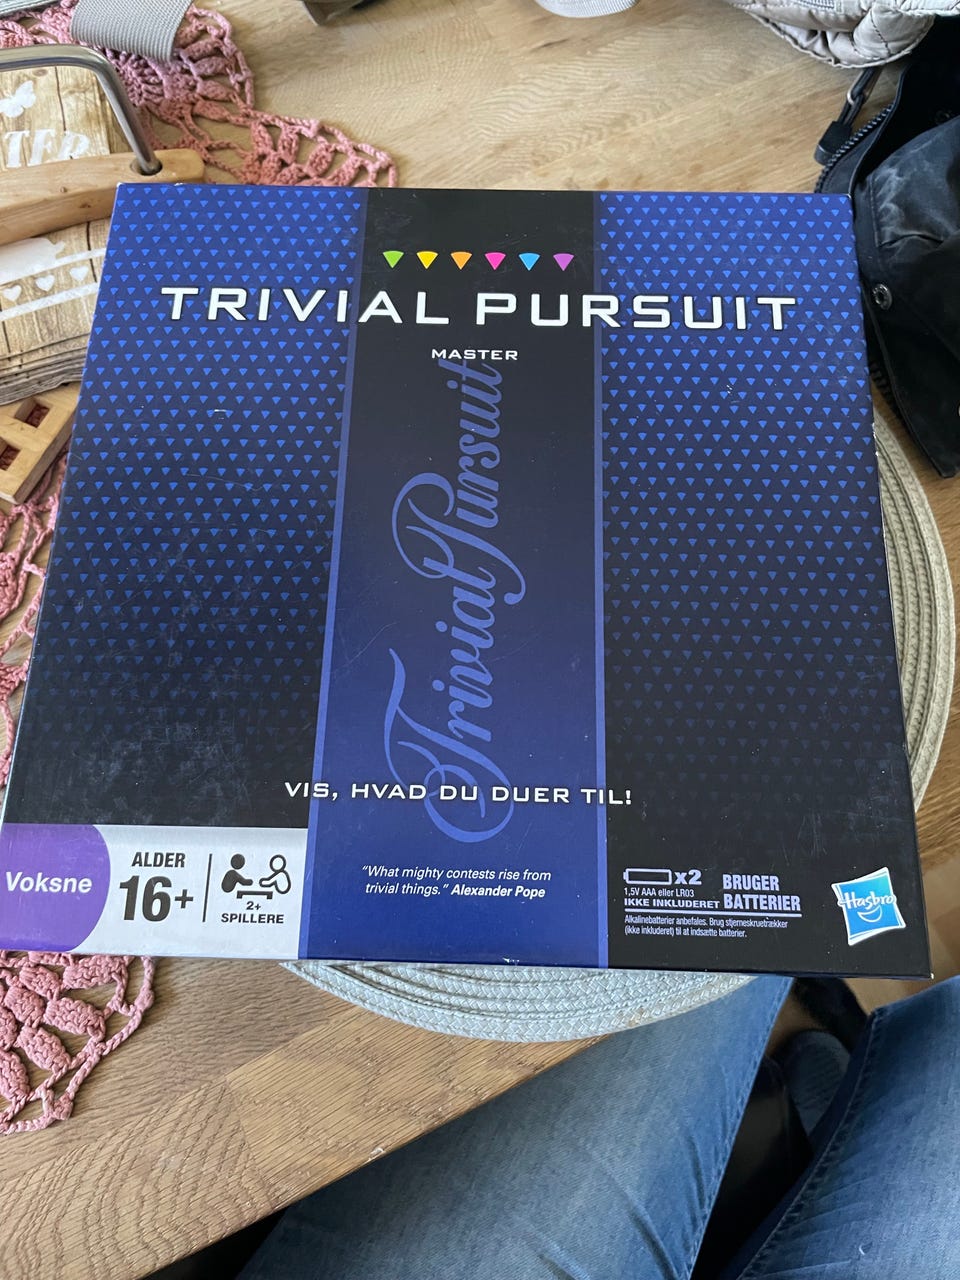 TRIVIAL PURSUIT
MASTER
Trivial Pursuit
VIS, HVAD DU DUER TIL!
Voksne
ALDER
16+
2+
SPILLERE
"What mighty contests rise from
trivial things." Alexander Pope
x2
1,5V AAA eller LR03
IKKE INKLUDERET
BRUGER
BATTERIER
Alkalinebatterier anbefales. Brug stjerneskruetrækker
(ikke inkluderet) til at indsætte batterier.
Hasbro